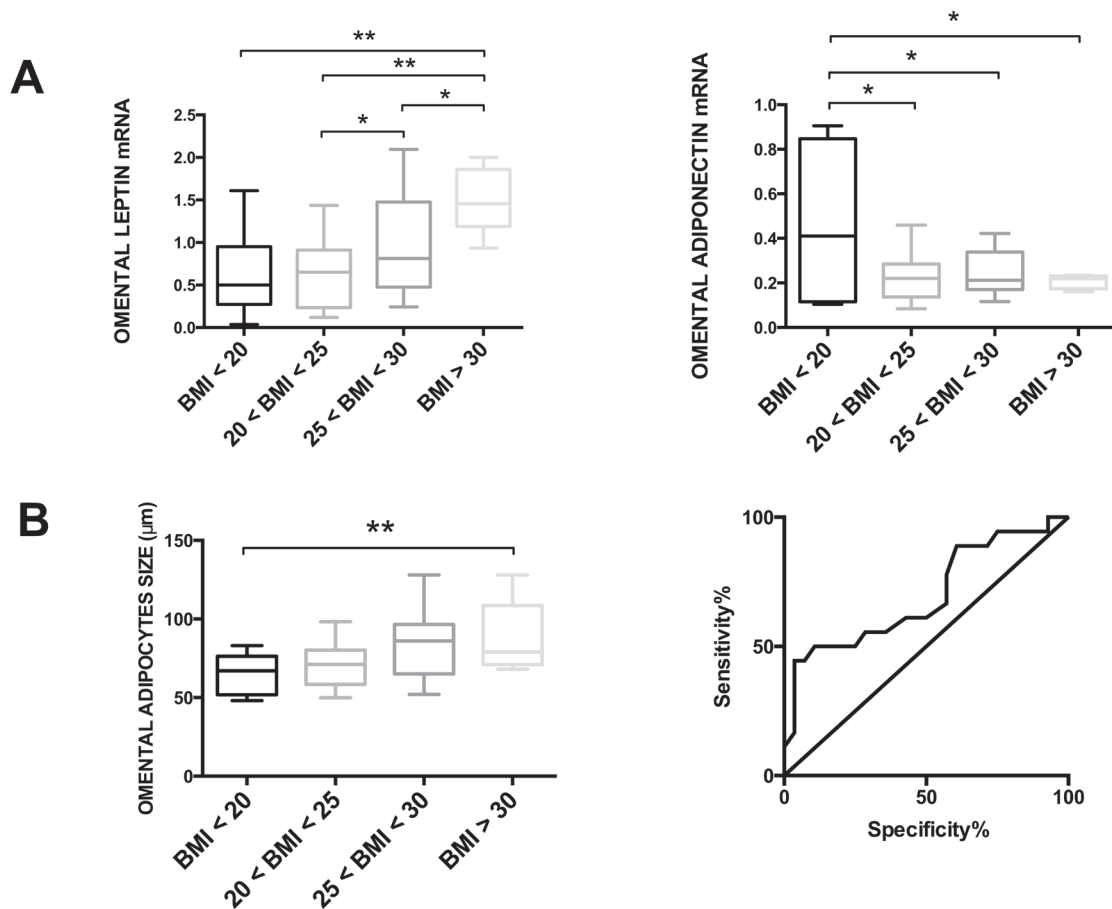 A
**
**
*
*
OMENTAL LEPTIN mRNA
2.5
2.0
1.5
1.0
0.5
0.0
BMI < 20
20 < BMI < 25
25 < BMI < 30
BMI > 30
*
*
*
OMENTAL ADIPONECTIN mRNA
1.0
0.8
0.6
0.4
0.2
0.0
BMI < 20
20 < BMI < 25
25 < BMI < 30
BMI > 30
B
**
OMENTAL ADIPOCYTES SIZE (μm)
150
100
50
0
BMI < 20
20 < BMI < 25
25 < BMI < 30
BMI > 30
Sensitivity%
100
50
0
0 50 100
Specificity%